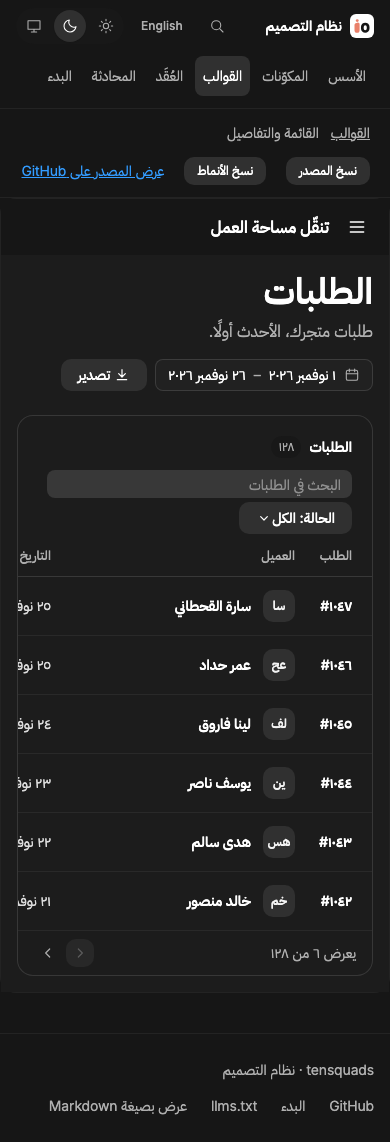 io نظام التصميم
English
الأسس المكوّنات القوالب العُقَد المحادثة البدء
القوالب القائمة والتفاصيل
نسخ المصدر نسخ الأنماط عرض المصدر على GitHub
تنقّل مساحة العمل
الطلبات
طلبات متجرك، الأحدث أولًا.
١ نوفمبر ٢٠٢٦ – ٢٦ نوفمبر ٢٠٢٦ تصدير
الطلبات ١٢٨
البحث في الطلبات
الحالة: الكل
الطلب العميل التاريخ
#١٠٤٧ سا سارة القحطاني ٢٥
#١٠٤٦ عح عمر حداد ٢٥
#١٠٤٥ لف لينا فاروق ٢٤
#١٠٤٤ ين يوسف ناصر ٢٣
#١٠٤٣ هس هدى سالم ٢٢
#١٠٤٢ خم خالد منصور ٢١
يعرض ٦ من ١٢٨
tensquads · نظام التصميم
GitHub البدء llms.txt عرض بصيغة Markdown